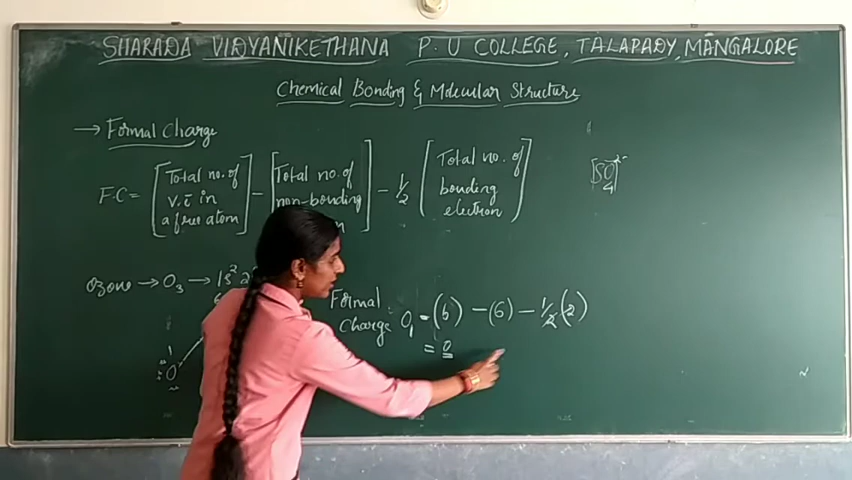 SHARADA VIDYANIKETHANA P.U COLLEGE, TALAPADY, MANGALORE
Chemical Bonding & Molecular Structure
→ Formal Charge
F.C = [Total no. of v.e̅ in a free atom] - [Total no. of non-bonding] - 1/2 [Total no. of bonding electron]
[SO4]2-
Ozone → O3 → 1s2
Formal Charge O1 - (6) - (6) - 1/2 (2)
= 0
1
O